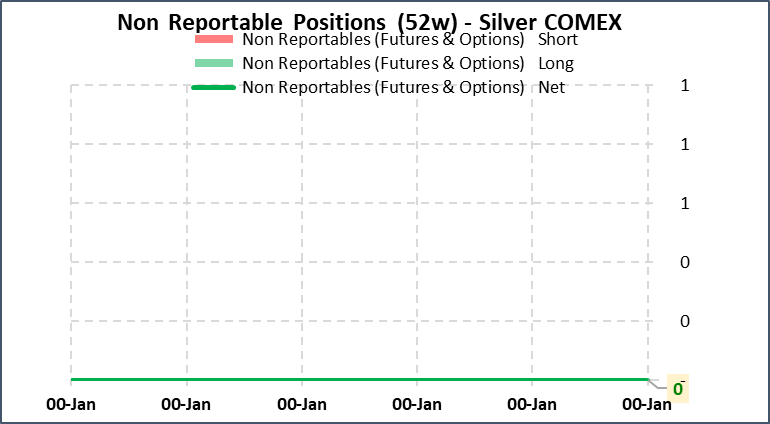 Non Reportable Positions (52w) - Silver COMEX
Non Reportables (Futures & Options) Short
Non Reportables (Futures & Options) Long
Non Reportables (Futures & Options) Net
1
1
1
0
0
-
0
00-Jan 00-Jan 00-Jan 00-Jan 00-Jan 00-Jan